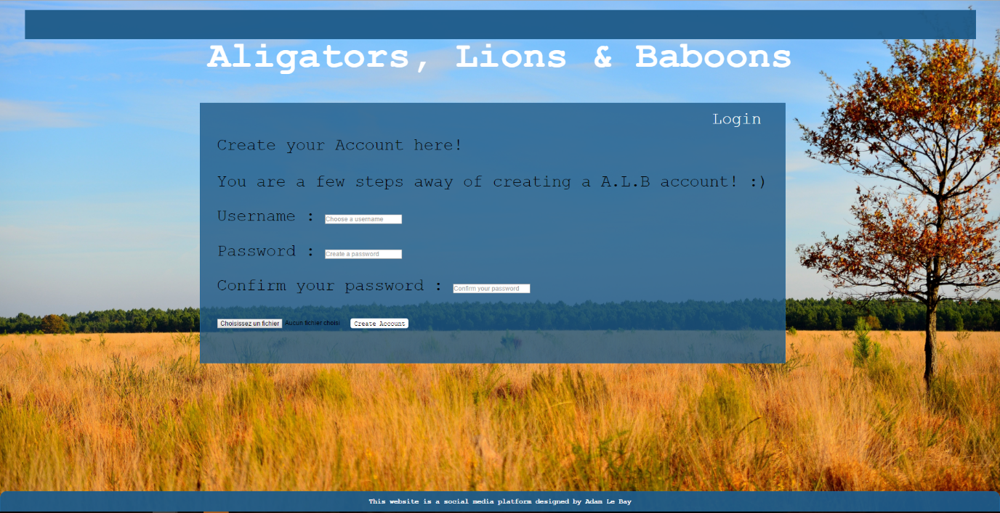 Aligators, Lions & Baboons
Login
Create your Account here!
You are a few steps away of creating a A.L.B account! :)
Username : Choose a username
Password : Create a password
Confirm your password : Confirm your password
Choisissez un fichier Aucun fichier choisi Create Account
This website is a social media platform designed by Adam Le Bay